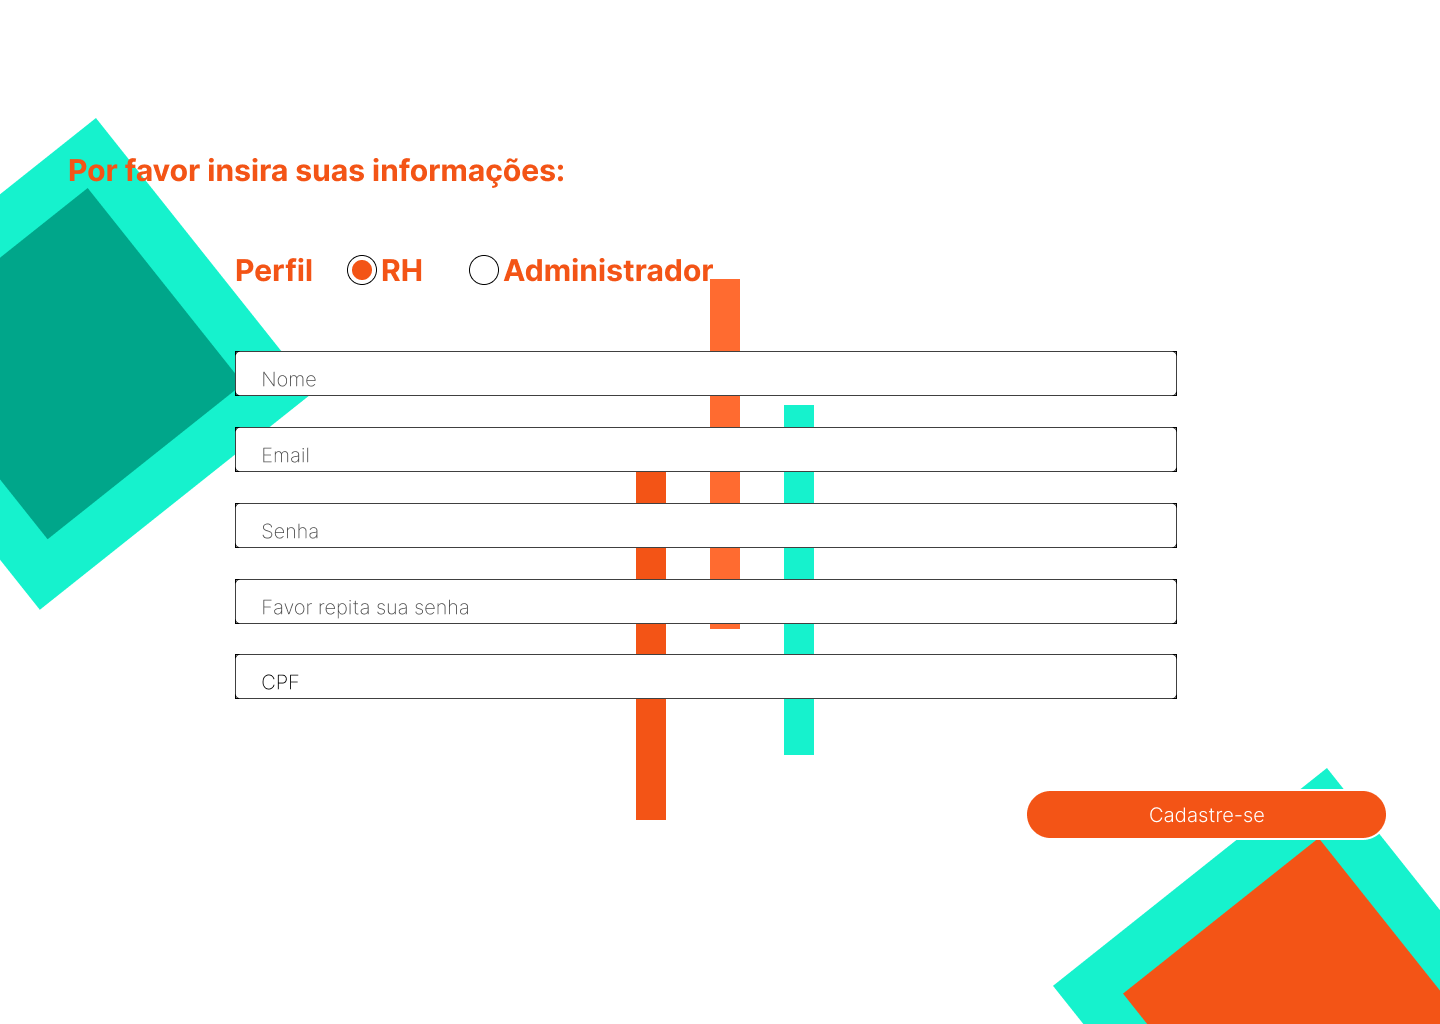 Por favor insira suas informações:
Perfil RH Administrador
Nome
Email
Senha
Favor repita sua senha
CPF
Cadastre-se